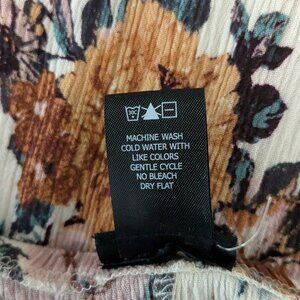 MACHINE WASH
COLD WATER WITH
LIKE COLORS
GENTLE CYCLE
NO BLEACH
DRY FLAT